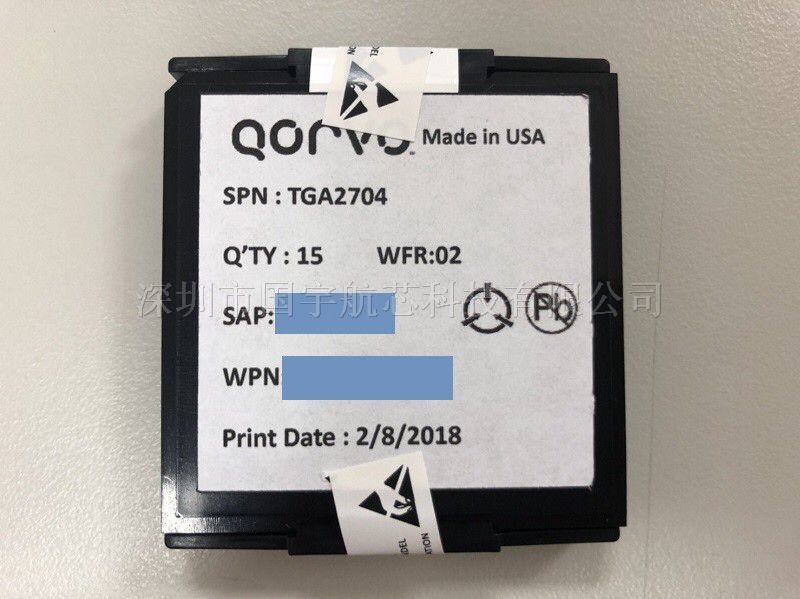 QORVO Made in USA
SPN : TGA2704
Q'TY : 15 WFR:02
深圳市国宇航芯科技有限公司
SAP:
Pb
WPN:
Print Date : 2/8/2018